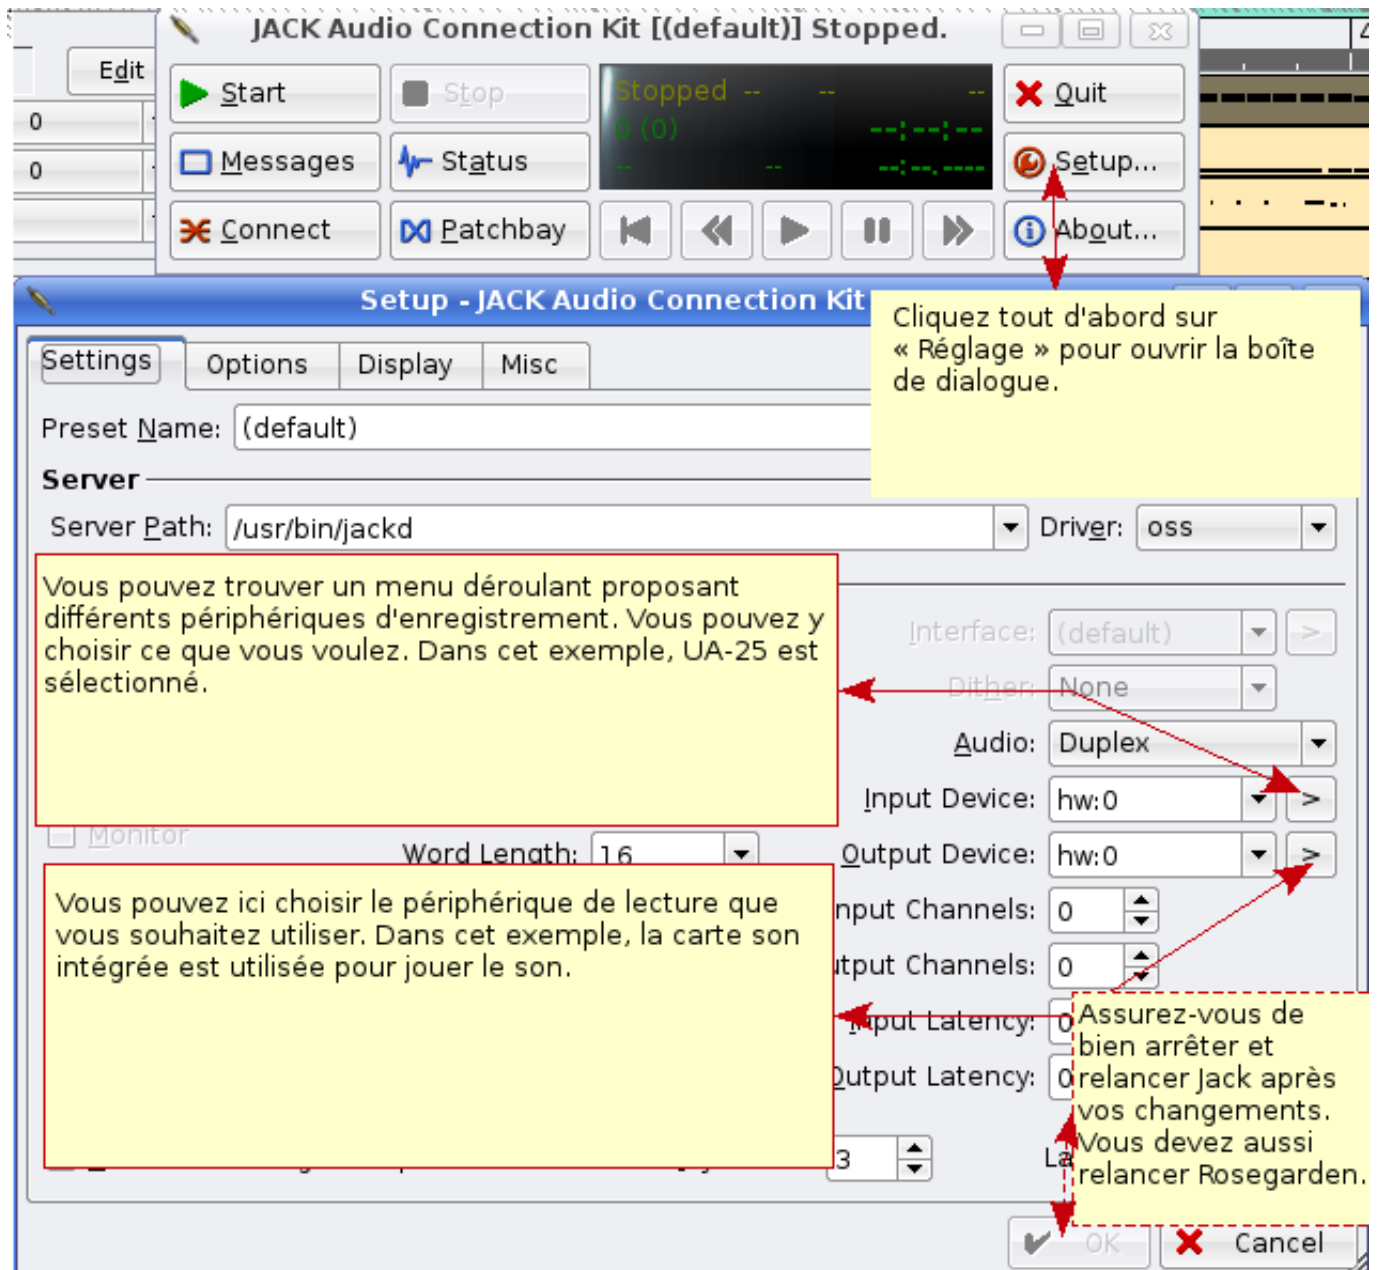 JACK Audio Connection Kit [(default)] Stopped.
Edit
Start
Stop
Stopped -- -- --
Quit
0
0 (0) --:--:--
0
Messages
Status
-- -- --:--.----
Setup...
Connect
Patchbay
About...
Setup - JACK Audio Connection Kit
Cliquez tout d'abord sur
« Réglage » pour ouvrir la boîte
de dialogue.
Settings
Options
Display
Misc
Preset Name: (default)
Server
Server Path: /usr/bin/jackd
Driver: oss
Vous pouvez trouver un menu déroulant proposant
différents périphériques d'enregistrement. Vous pouvez y
choisir ce que vous voulez. Dans cet exemple, UA-25 est
sélectionné.
Interface: (default) >
Dither: None
Audio: Duplex
Input Device: hw:0 >
Monitor
Word Length: 16
Output Device: hw:0 >
Vous pouvez ici choisir le périphérique de lecture que
vous souhaitez utiliser. Dans cet exemple, la carte son
intégrée est utilisée pour jouer le son.
nput Channels: 0
tput Channels: 0
Input Latency: 0
Output Latency: 0
Assurez-vous de
bien arrêter et
relancer Jack après
vos changements.
Vous devez aussi
relancer Rosegarden.
3
La
OK
Cancel